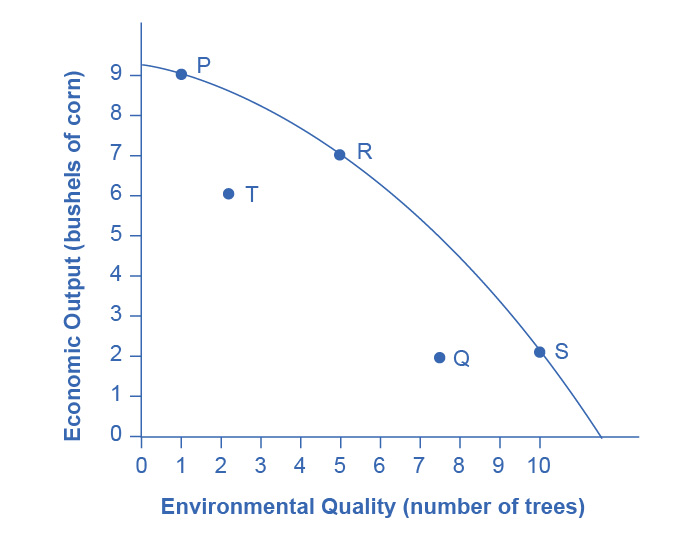 Economic Output (bushels of corn)
9
8
7
6
5
4
3
2
1
0
P
R
T
Q
S
0 1 2 3 4 5 6 7 8 9 10
Environmental Quality (number of trees)